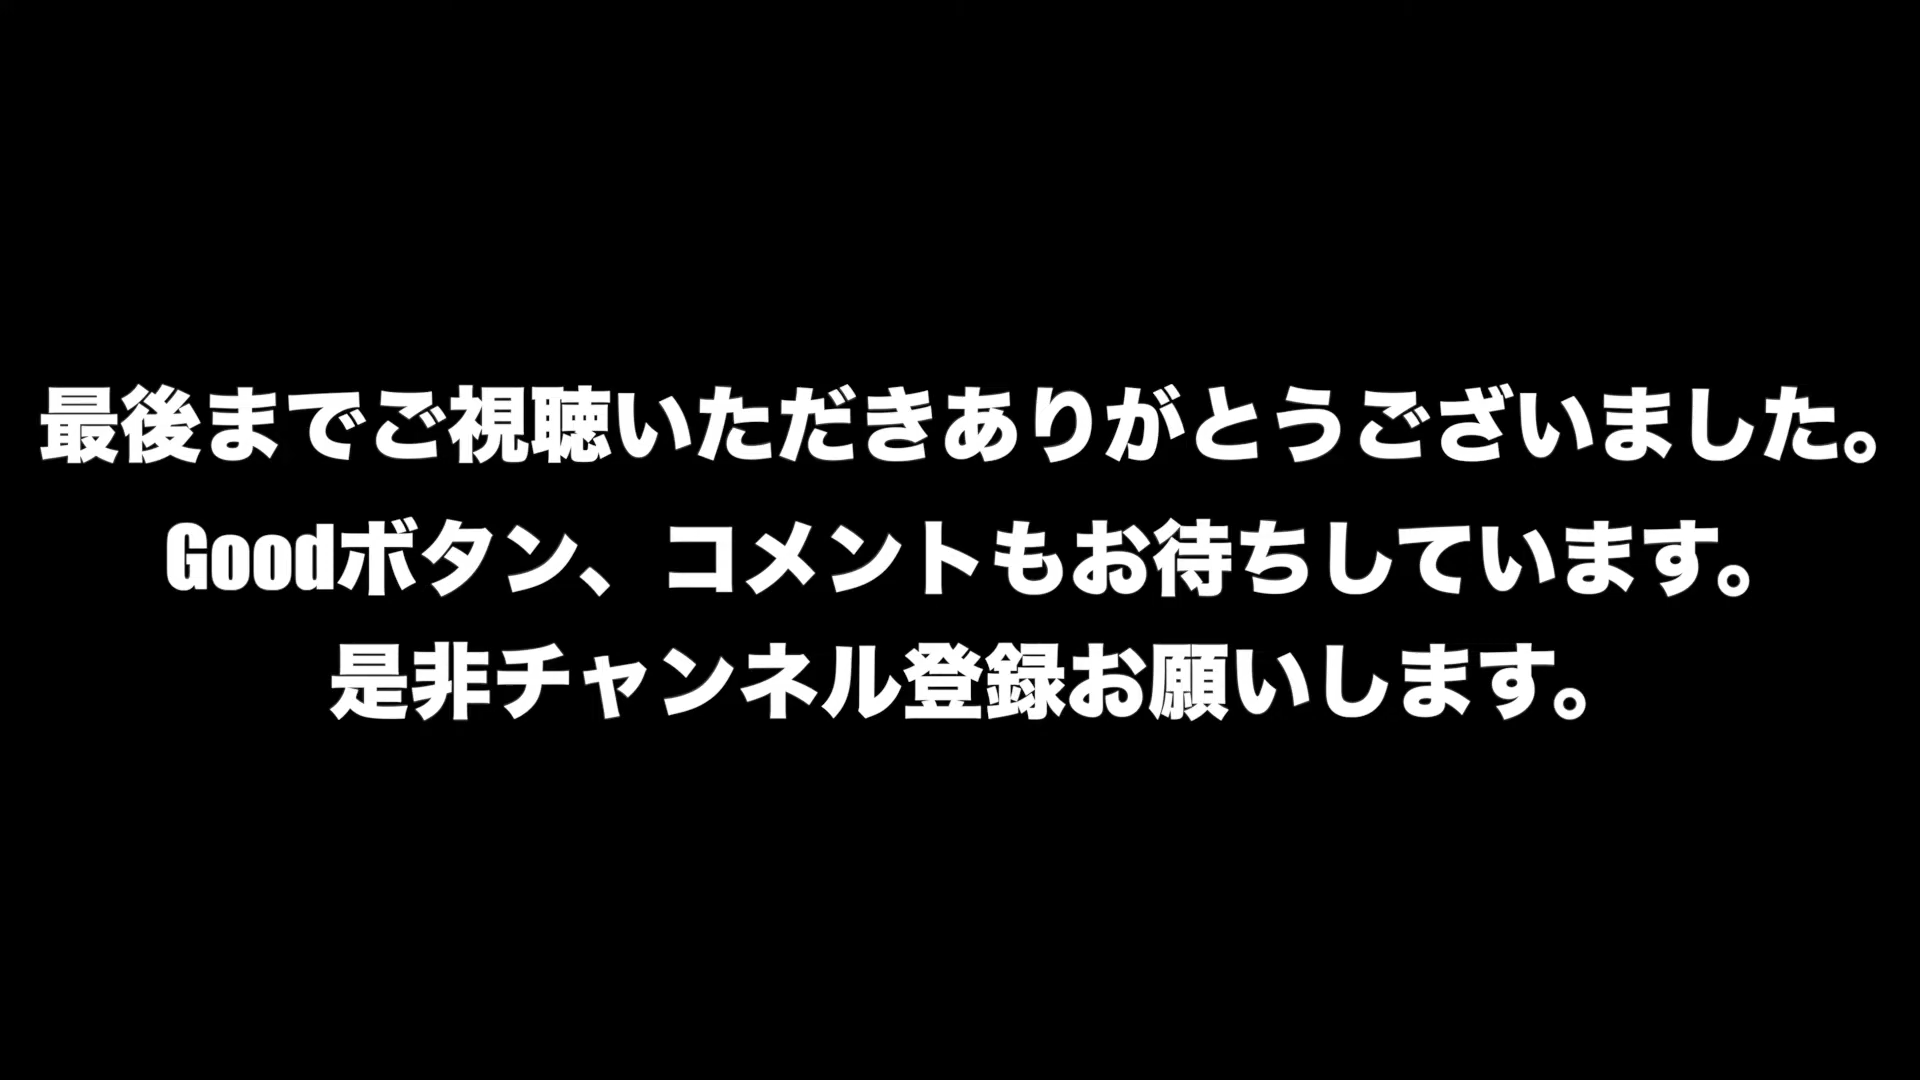 最後までご視聴いただきありがとうございました。
Goodボタン、コメントもお待ちしています。
是非チャンネル登録お願いします。